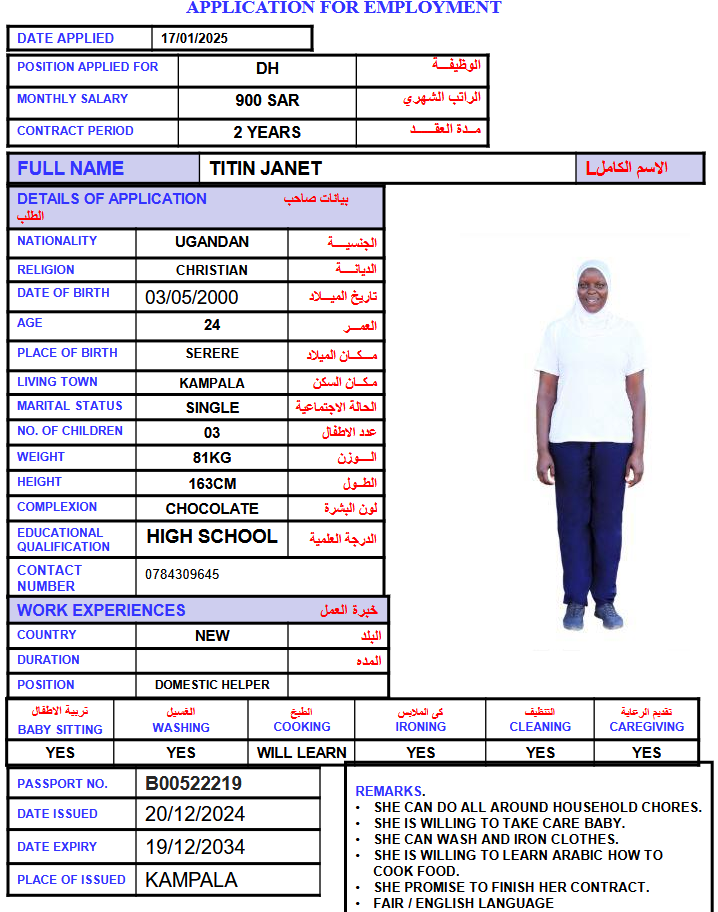 APPLICATION FOR EMPLOYMENT
DATE APPLIED 17/01/2025
POSITION APPLIED FOR DH الوظيفـــة
MONTHLY SALARY 900 SAR الراتب الشهري
CONTRACT PERIOD 2 YEARS مـدة العقــــد
FULL NAME TITIN JANET الاسم الكاملL
DETAILS OF APPLICATION بيانات صاحب
الطلب
NATIONALITY UGANDAN الجنسيـــة
RELIGION CHRISTIAN الديانـــة
DATE OF BIRTH 03/05/2000 تاريخ الميـــلاد
AGE 24 العمـــر
PLACE OF BIRTH SERERE مـــكـان الميلاد
LIVING TOWN KAMPALA مـكـان السكن
MARITAL STATUS SINGLE الحالة الاجتماعية
NO. OF CHILDREN 03 عدد الاطفال
WEIGHT 81KG الـــوزن
HEIGHT 163CM الطـول
COMPLEXION CHOCOLATE لون البشرة
EDUCATIONAL
QUALIFICATION HIGH SCHOOL الدرجة العلمية
CONTACT
NUMBER 0784309645
WORK EXPERIENCES خبرة العمل
COUNTRY NEW البلد
DURATION المده
POSITION DOMESTIC HELPER
تربية الاطفال الغسيل الطبخ كى الملابس التنظيف تقديم الرعاية
BABY SITTING WASHING COOKING IRONING CLEANING CAREGIVING
YES YES WILL LEARN YES YES YES
PASSPORT NO. B00522219
DATE ISSUED 20/12/2024
DATE EXPIRY 19/12/2034
PLACE OF ISSUED KAMPALA
REMARKS.
• SHE CAN DO ALL AROUND HOUSEHOLD CHORES.
• SHE IS WILLING TO TAKE CARE BABY.
• SHE CAN WASH AND IRON CLOTHES.
• SHE IS WILLING TO LEARN ARABIC HOW TO
COOK FOOD.
• SHE PROMISE TO FINISH HER CONTRACT.
• FAIR / ENGLISH LANGUAGE